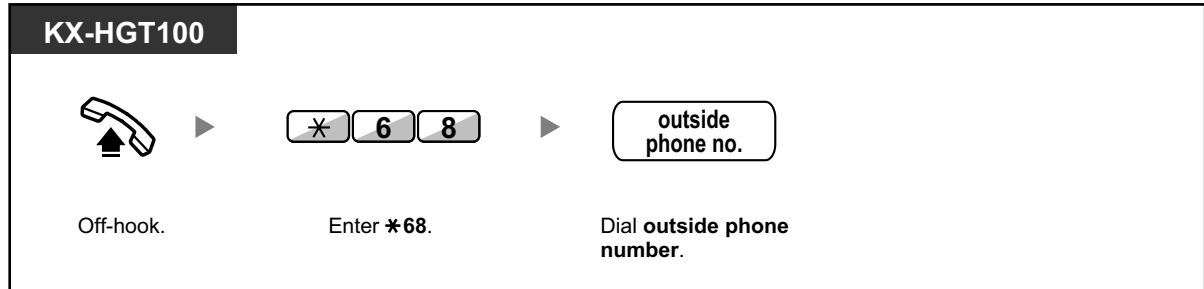 KX-HGT100
* 6 8
outside
phone no.
Off-hook.
Enter *68.
Dial outside phone
number.